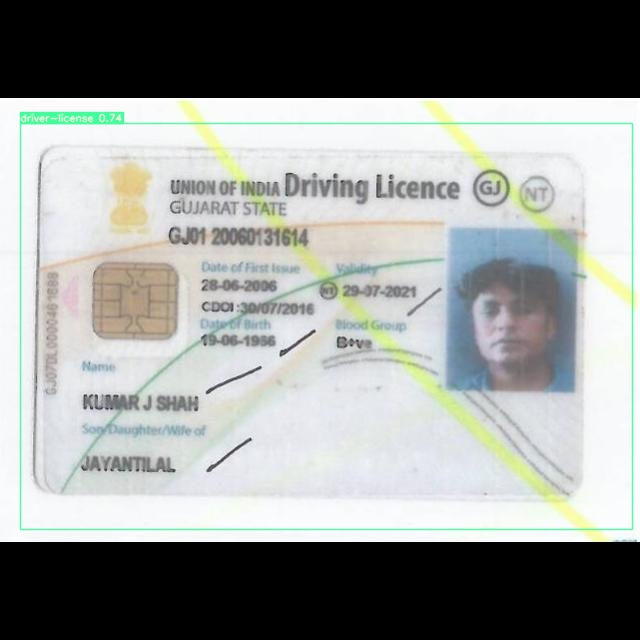 driver-license 0.74
UNION OF INDIA Driving Licence GJ NT
GUJARAT STATE
GJ01 20060131614
Date of First Issue Validity
28-06-2006 NT 29-07-2021
CDOI :30/07/2016
Date of Birth Blood Group
19-06-1966 B+ve
Name
KUMAR J SHAH
Son/Daughter/Wife of
JAYANTILAL